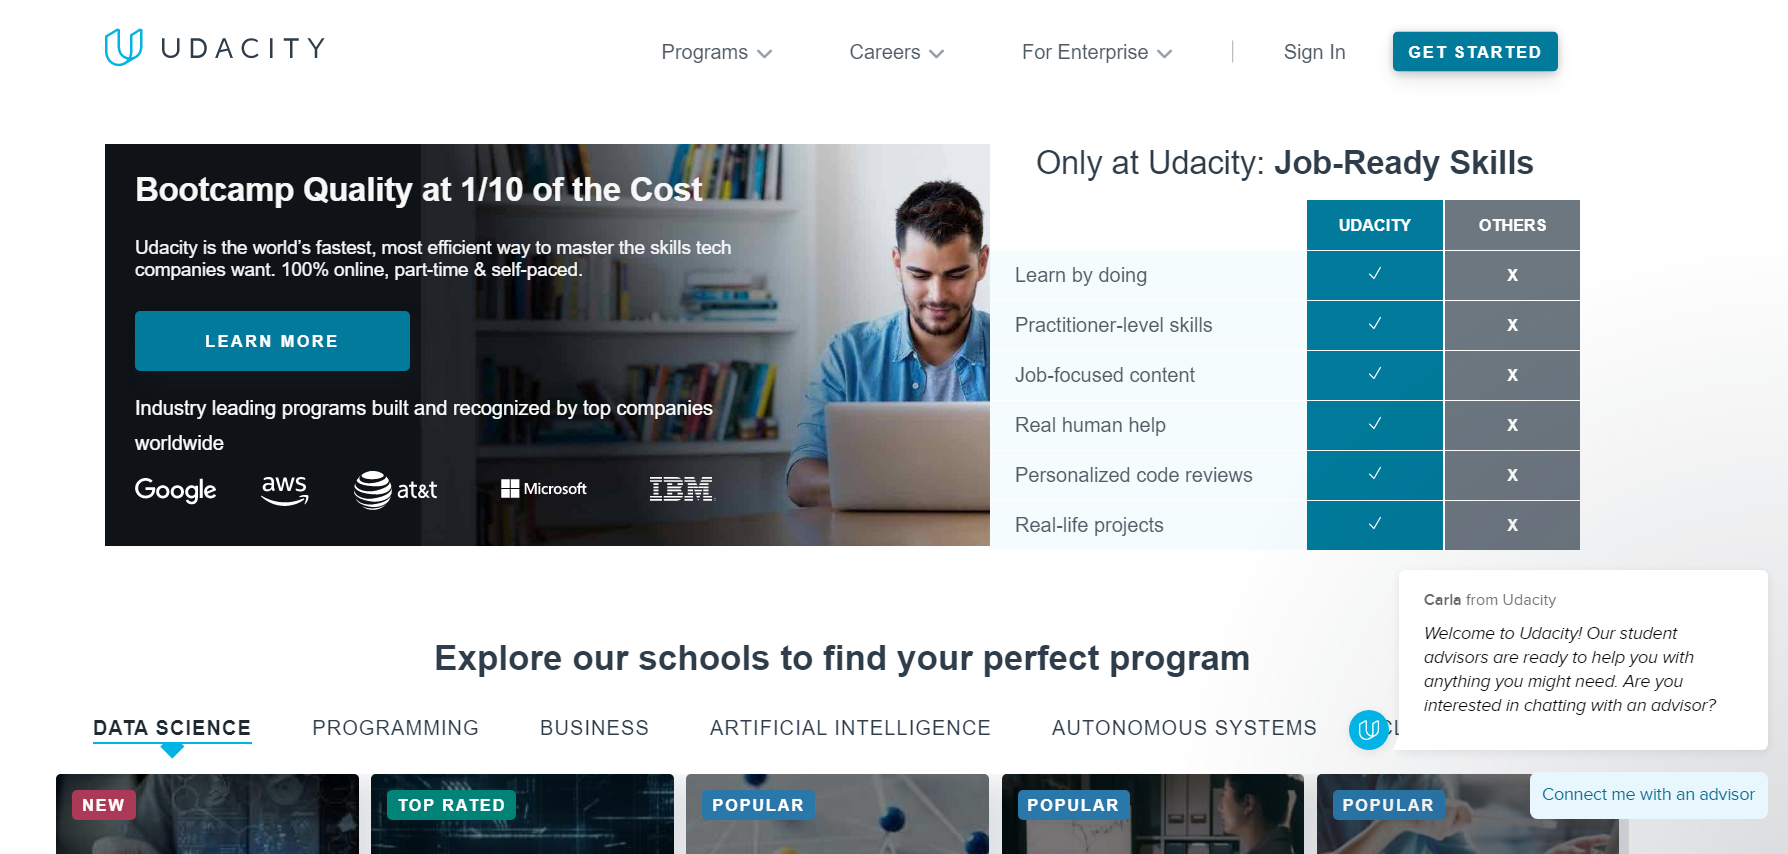 UDACITY
Programs
Careers
For Enterprise
Sign In
GET STARTED
Bootcamp Quality at 1/10 of the Cost
Udacity is the world's fastest, most efficient way to master the skills tech
companies want. 100% online, part-time & self-paced.
LEARN MORE
Industry leading programs built and recognized by top companies
worldwide
Google
aws
at&t
Microsoft
IBM
Only at Udacity: Job-Ready Skills
UDACITY OTHERS
Learn by doing ✓ X
Practitioner-level skills ✓ X
Job-focused content ✓ X
Real human help ✓ X
Personalized code reviews ✓ X
Real-life projects ✓ X
Explore our schools to find your perfect program
DATA SCIENCE
PROGRAMMING
BUSINESS
ARTIFICIAL INTELLIGENCE
AUTONOMOUS SYSTEMS
NEW
TOP RATED
POPULAR
POPULAR
POPULAR
Carla from Udacity
Welcome to Udacity! Our student
advisors are ready to help you with
anything you might need. Are you
interested in chatting with an advisor?
Connect me with an advisor